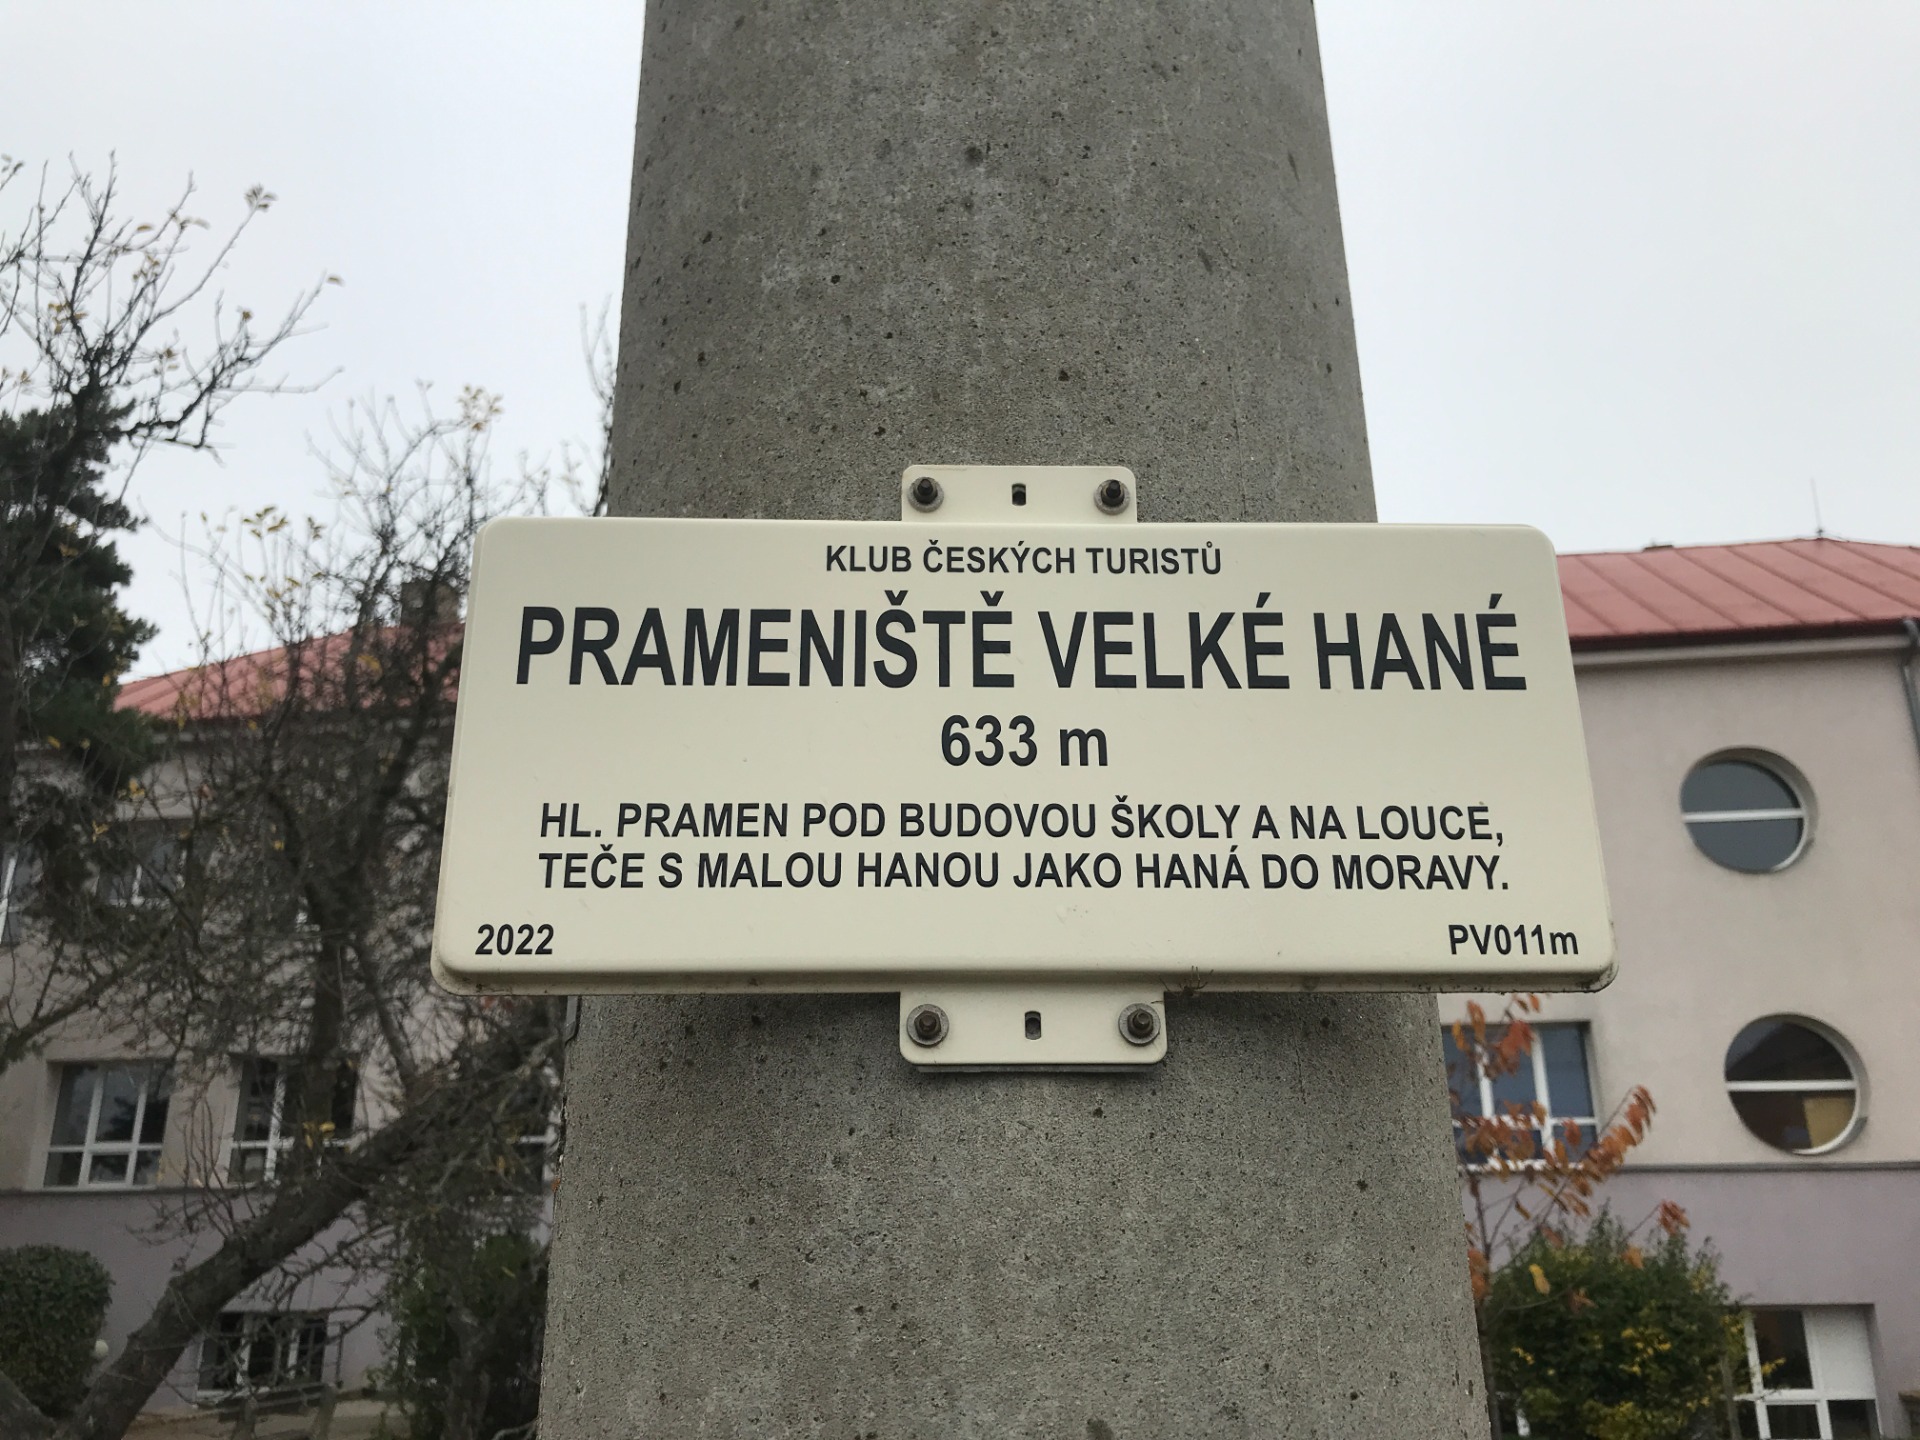 KLUB ČESKÝCH TURISTŮ
PRAMENIŠTĚ VELKÉ HANÉ
633 m
HL. PRAMEN POD BUDOVOU ŠKOLY A NA LOUCE,
TEČE S MALOU HANOU JAKO HANÁ DO MORAVY.
2022 PV011m